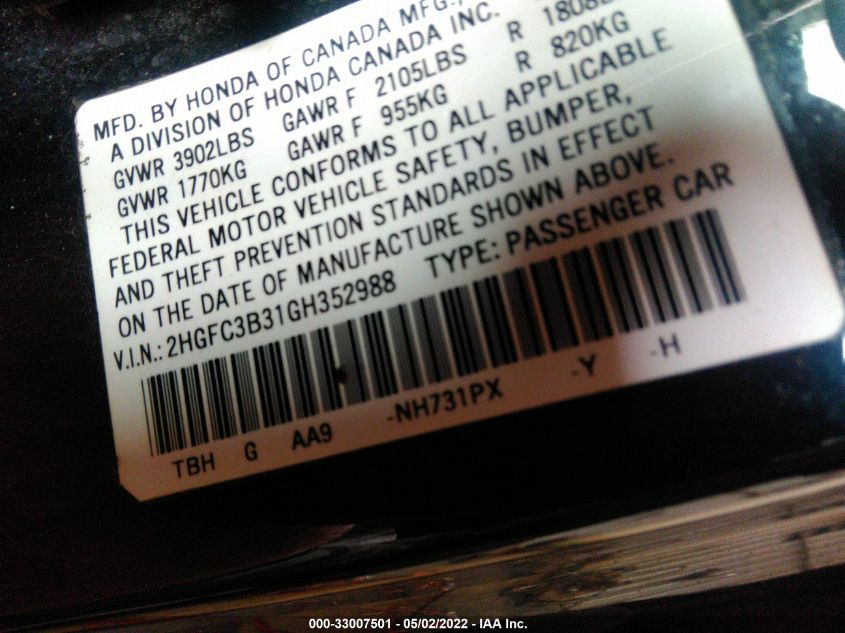 MFD. BY HONDA OF CANADA MFG.,
A DIVISION OF HONDA CANADA INC.
GVWR 3902LBS GAWR F 2105LBS R
GVWR 1770KG GAWR F 955KG R 820KG
THIS VEHICLE CONFORMS TO ALL APPLICABLE
FEDERAL MOTOR VEHICLE SAFETY, BUMPER,
AND THEFT PREVENTION STANDARDS IN EFFECT
ON THE DATE OF MANUFACTURE SHOWN ABOVE.
V.I.N.: 2HGFC3B31GH352988 TYPE: PASSENGER CAR
TBH G AA9 -NH731PX -Y -H
000-33007501 - 05/02/2022 - IAA Inc.